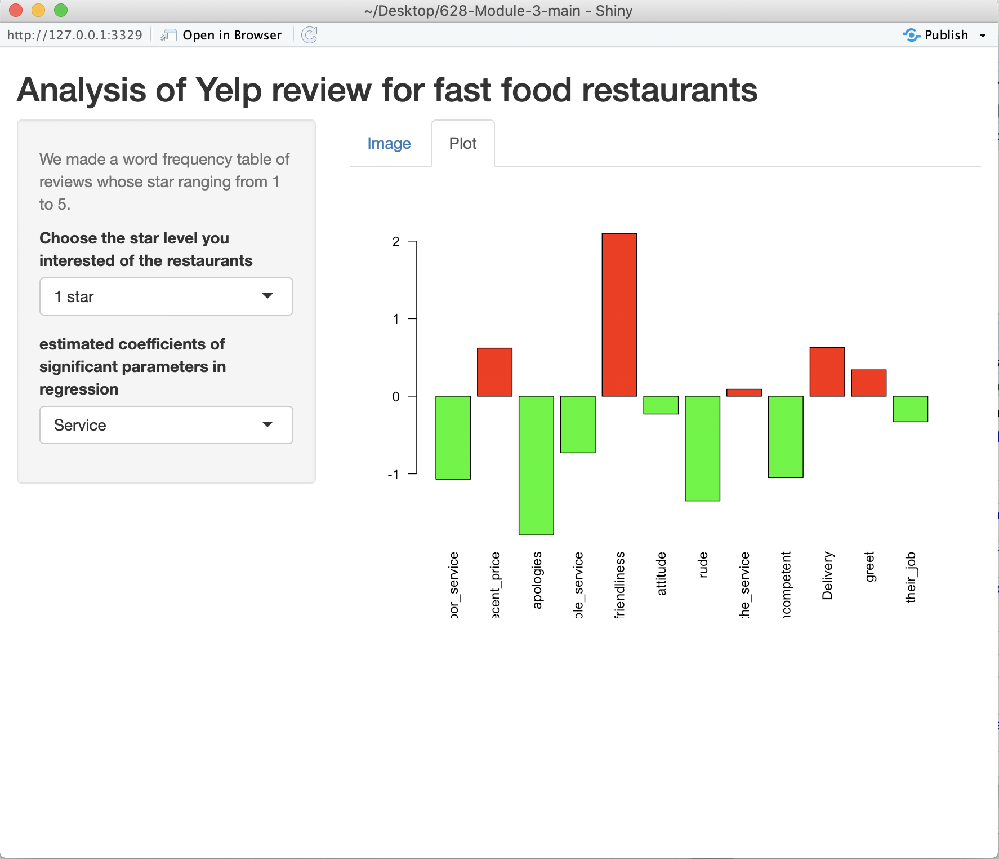 ~/Desktop/628-Module-3-main - Shiny
http://127.0.0.1:3329 Open in Browser Publish
Analysis of Yelp review for fast food restaurants
We made a word frequency table of
reviews whose star ranging from 1
to 5.
Choose the star level you
interested of the restaurants
1 star
estimated coefficients of
significant parameters in
regression
Service
Image Plot
2
1
0
-1
oor_service
ecent_price
apologies
ble_service
friendliness
attitude
rude
the_service
ncompetent
Delivery
greet
their_job